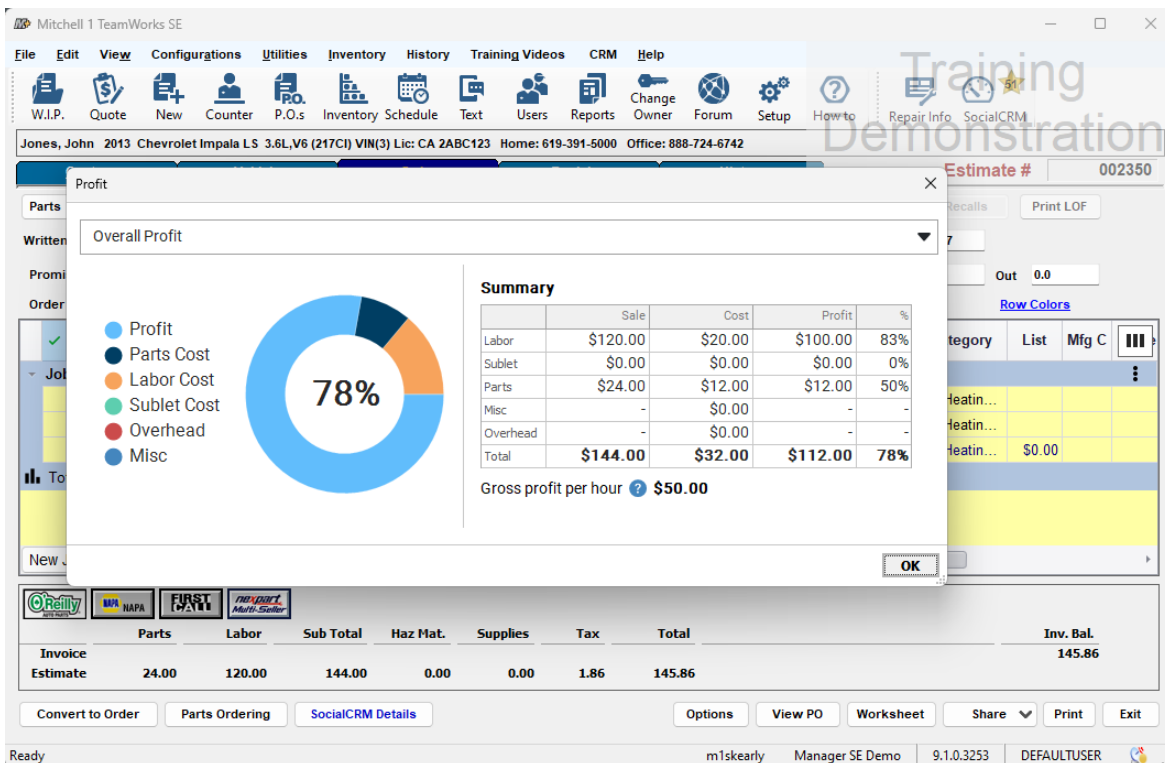 Mitchell 1 TeamWorks SE
File Edit View Configurations Utilities Inventory History Training Videos CRM Help
Training
W.I.P. Quote New Counter P.O.s Inventory Schedule Text Users Reports Change Owner Forum Setup How to Repair Info SocialCRM
P.O. 51
Demonstration
Jones, John 2013 Chevrolet Impala LS 3.6L,V6 (217CI) VIN(3) Lic: CA 2ABC123 Home: 619-391-5000 Office: 888-724-6742
Estimate # 002350
Profit
Parts Recalls Print LOF
Written 7
Overall Profit
Promi Out 0.0
Order Row Colors
Summary
Sale Cost Profit %
Labor $120.00 $20.00 $100.00 83%
Sublet $0.00 $0.00 $0.00 0%
Parts $24.00 $12.00 $12.00 50%
Misc - $0.00 - -
Overhead - $0.00 - -
Total $144.00 $32.00 $112.00 78%
Gross profit per hour ? $50.00
Profit
Parts Cost
Labor Cost
Sublet Cost
Overhead
Misc
78%
tegory List Mfg C
Job
Heatin...
Heatin...
Heatin... $0.00
To
New J
OK
O'Reilly AUTO PARTS NAPA NAPA FIRST CALL nexpart Multi-Seller
Parts Labor Sub Total Haz Mat. Supplies Tax Total Inv. Bal.
Invoice 145.86
Estimate 24.00 120.00 144.00 0.00 0.00 1.86 145.86
Convert to Order Parts Ordering SocialCRM Details Options View PO Worksheet Share Print Exit
Ready m1skearly Manager SE Demo 9.1.0.3253 DEFAULTUSER